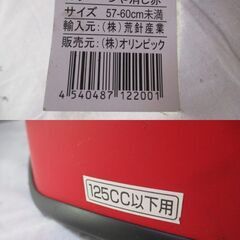 サイズ 57-60cm未満
輸入元：（株）荒針産業
販売元：（株）オリンピック
4 540487 122001
125CC以下用